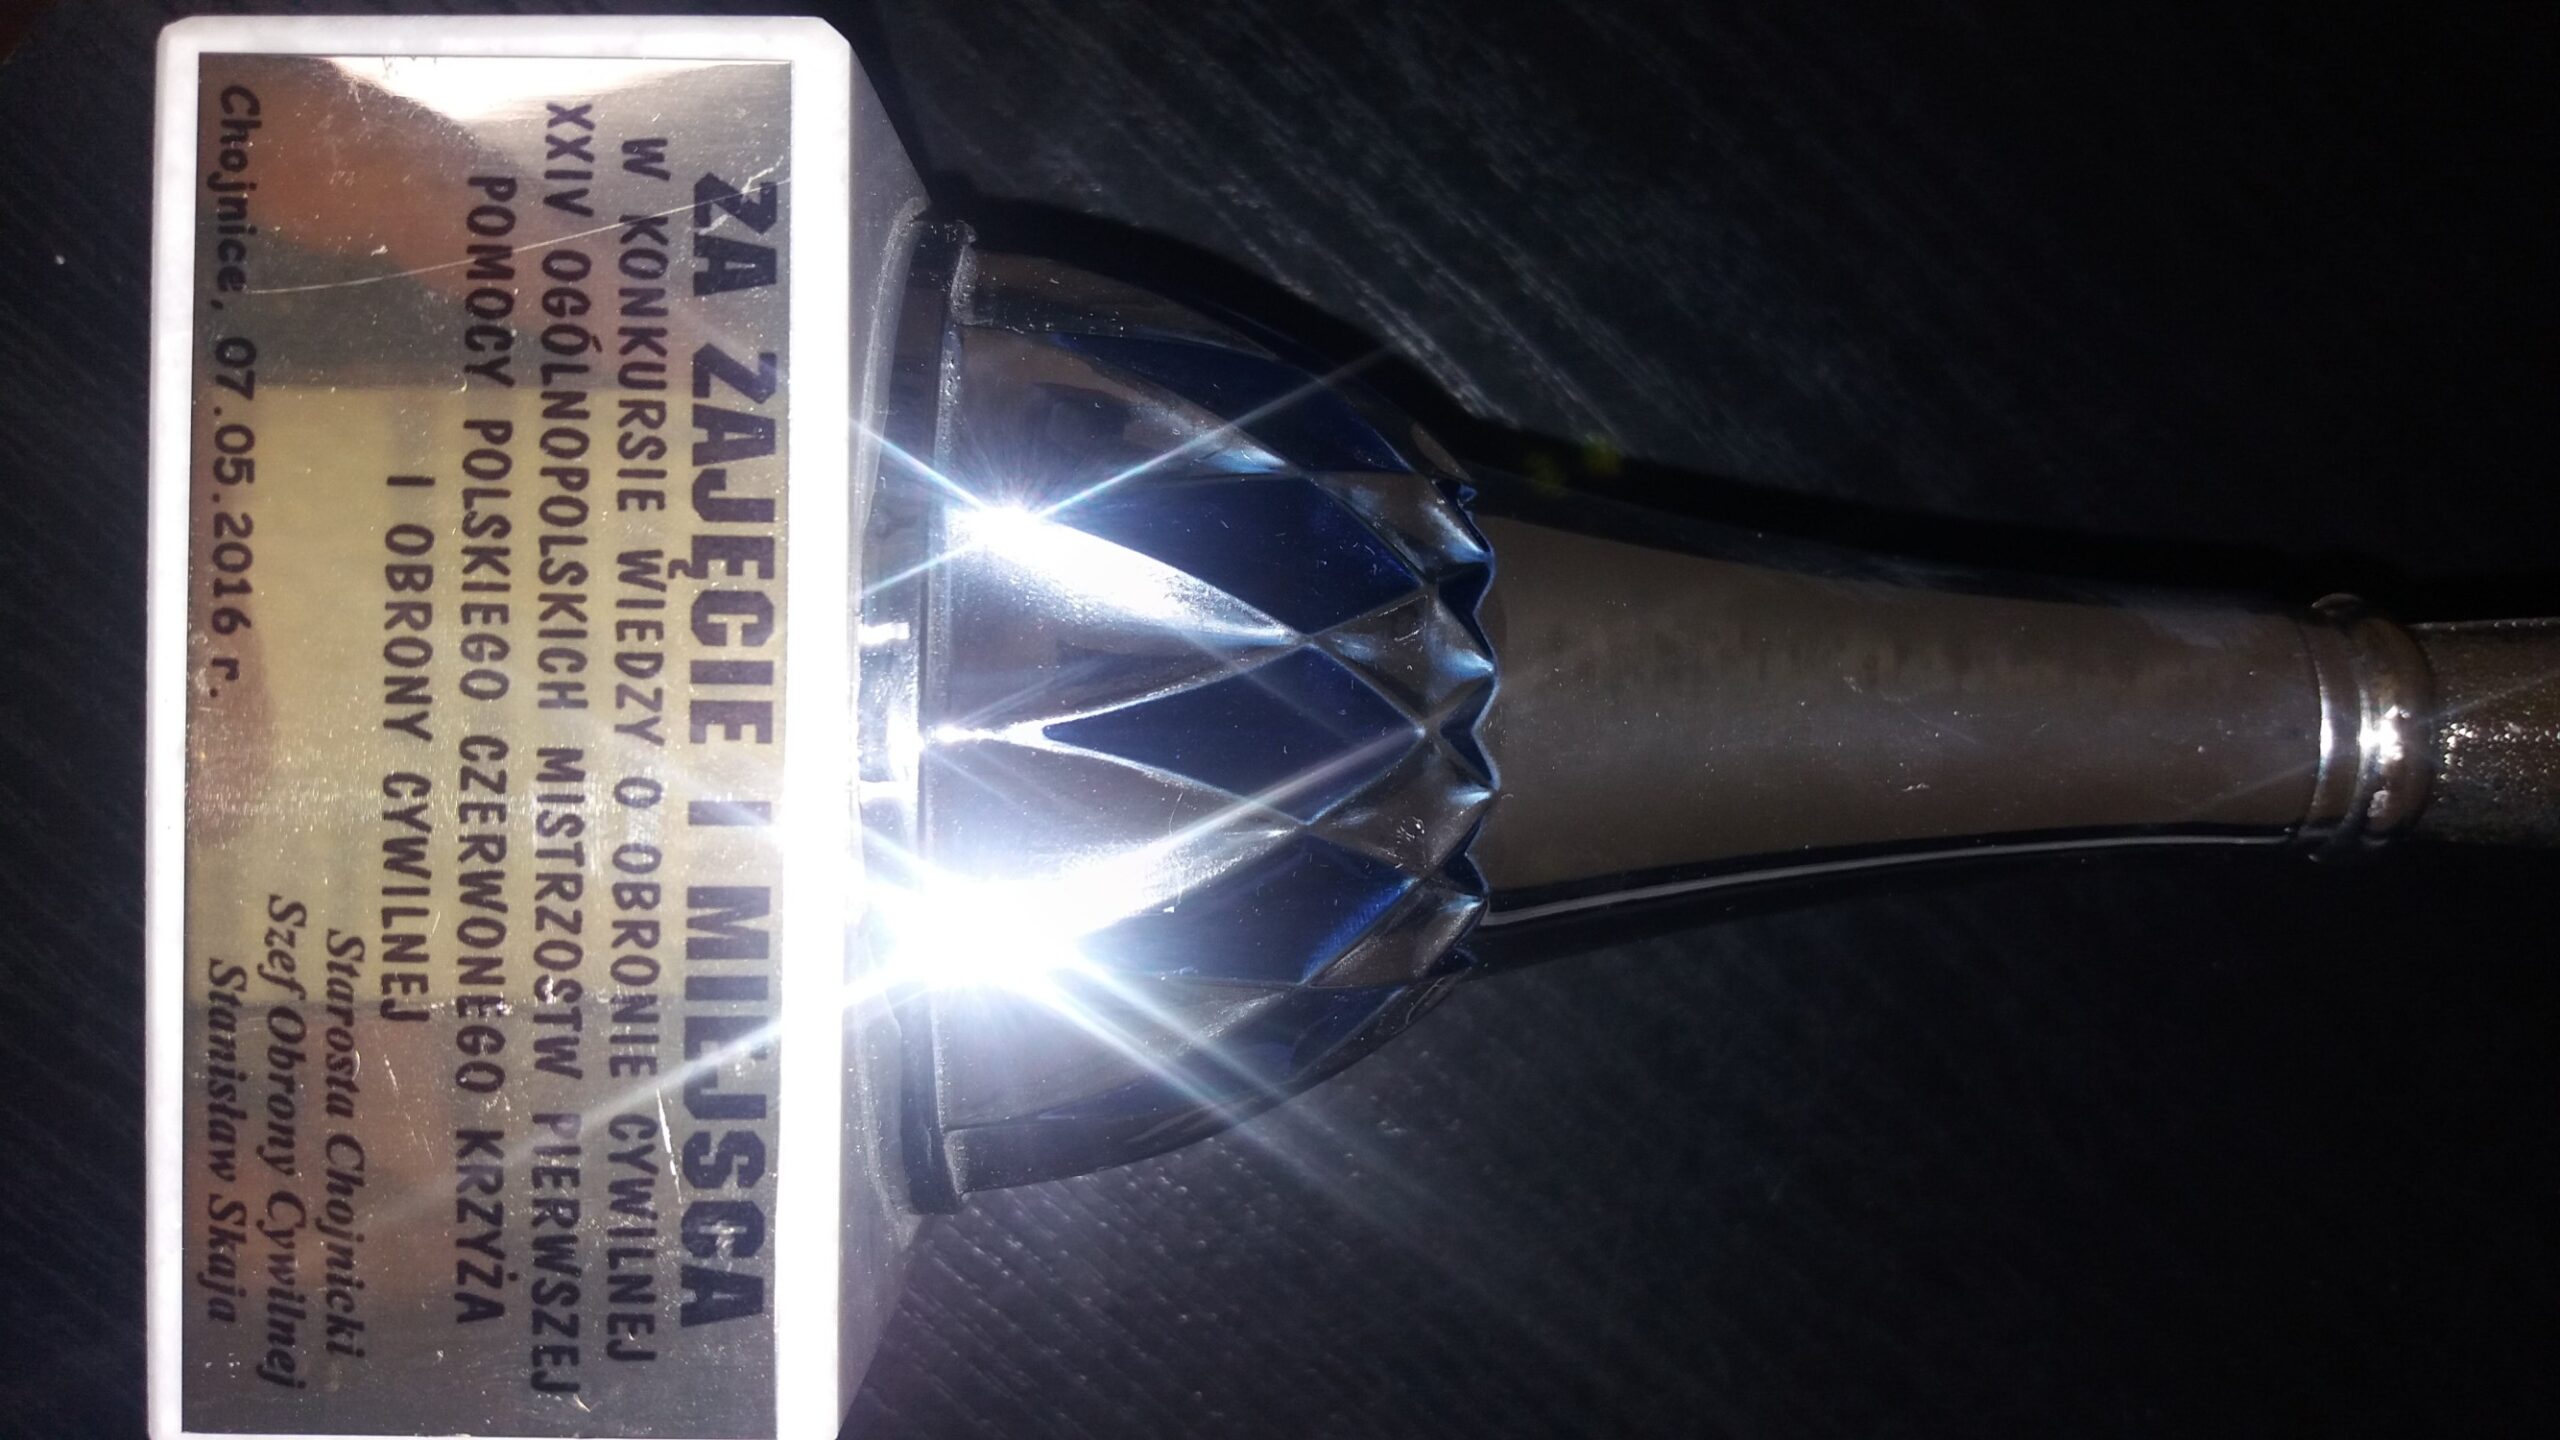 ZA ZAJĘCIE I MIEJSCA
W KONKURSIE WIEDZY O OBRONIE CYWILNEJ
XXIV OGÓLNOPOLSKICH MISTRZOSTW PIERWSZEJ
POMOCY POLSKIEGO CZERWONEGO KRZYŻA
I OBRONY CYWILNEJ
Starosta Chojnicki
Szef Obrony Cywilnej
Stanisław Skaja
Chojnice, 07.05.2016 r.